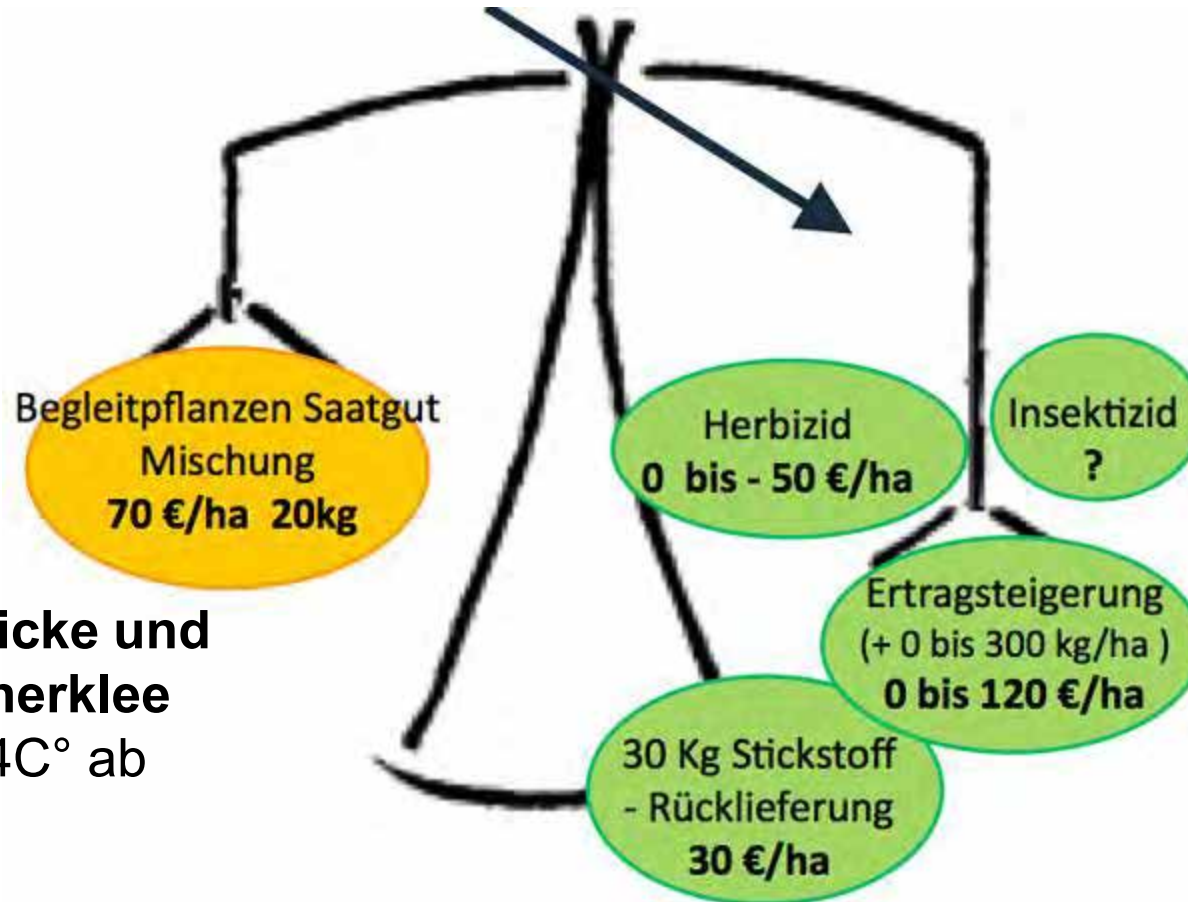 Begleitpflanzen Saatgut
Mischung
70 €/ha 20kg
icke und
nerklee
4C° ab
Herbizid
0 bis - 50 €/ha
Insektizid
?
Ertragsteigerung
(+ 0 bis 300 kg/ha )
0 bis 120 €/ha
30 Kg Stickstoff
- Rücklieferung
30 €/ha